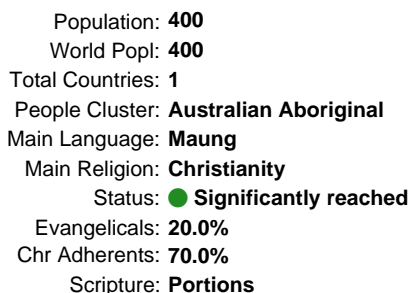 Population: 400
World Popl: 400
Total Countries: 1
People Cluster: Australian Aboriginal
Main Language: Maung
Main Religion: Christianity
Status: Significantly reached
Evangelicals: 20.0%
Chr Adherents: 70.0%
Scripture: Portions